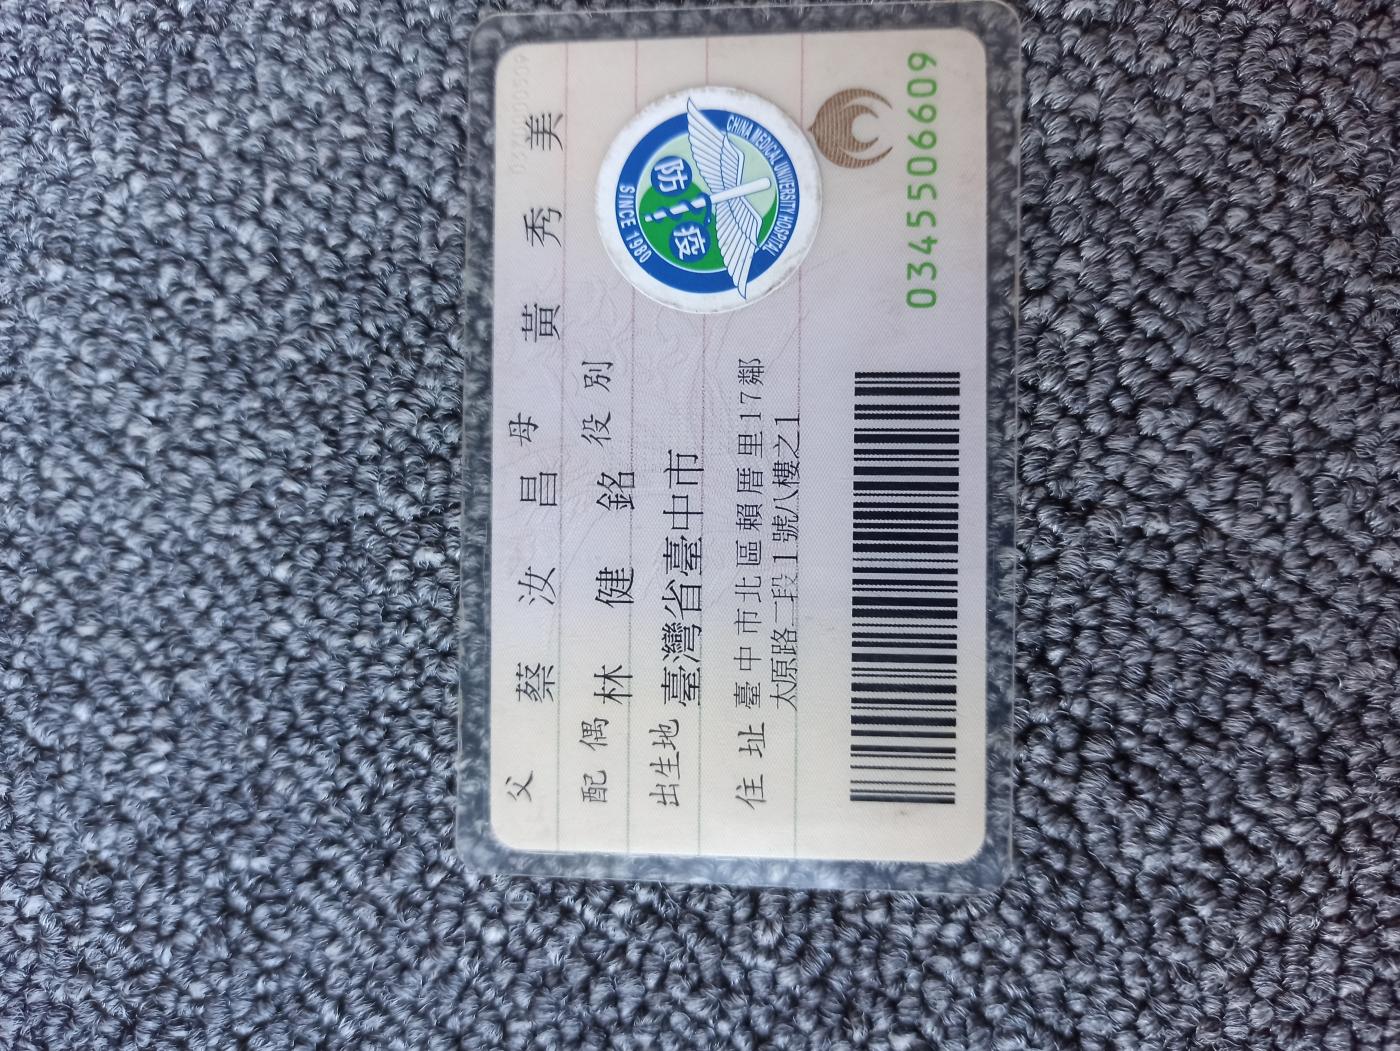 父 蔡汝昌 母 黃秀美
配偶 林健銘 役別
出生地 臺灣省臺中市
住址 臺中市北區賴厝里17鄰
太原路二段1號八樓之1
CHINA MEDICAL UNIVERSITY HOSPITAL
防疫
SINCE 1980
0345506609